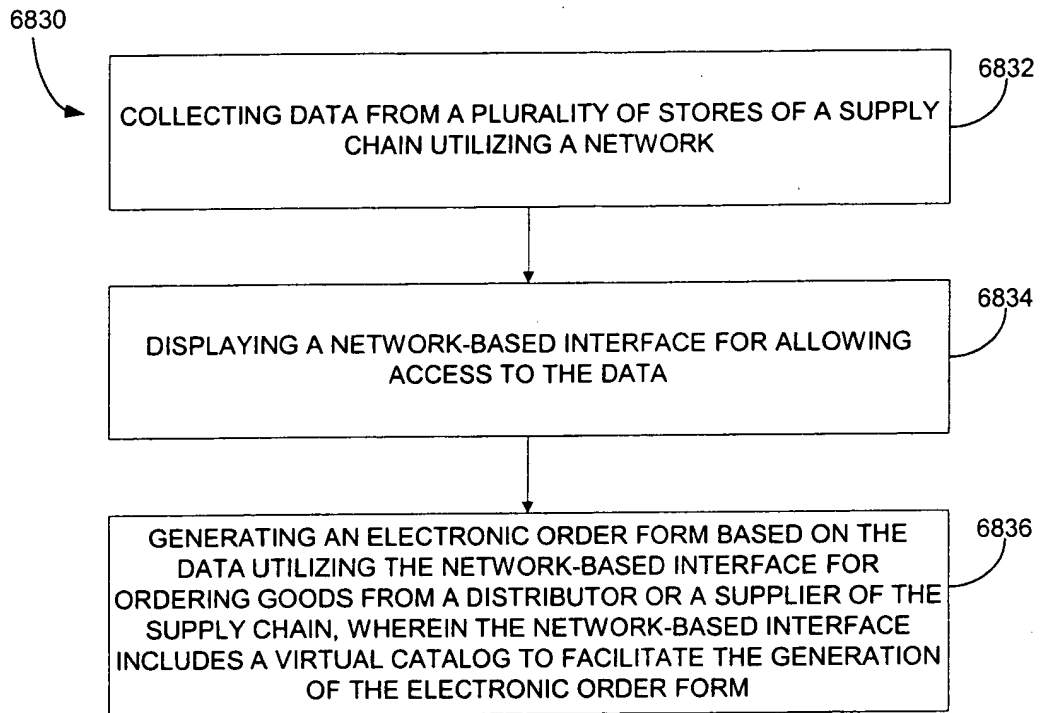 6830
6832
COLLECTING DATA FROM A PLURALITY OF STORES OF A SUPPLY
CHAIN UTILIZING A NETWORK
6834
DISPLAYING A NETWORK-BASED INTERFACE FOR ALLOWING
ACCESS TO THE DATA
6836
GENERATING AN ELECTRONIC ORDER FORM BASED ON THE
DATA UTILIZING THE NETWORK-BASED INTERFACE FOR
ORDERING GOODS FROM A DISTRIBUTOR OR A SUPPLIER OF THE
SUPPLY CHAIN, WHEREIN THE NETWORK-BASED INTERFACE
INCLUDES A VIRTUAL CATALOG TO FACILITATE THE GENERATION
OF THE ELECTRONIC ORDER FORM